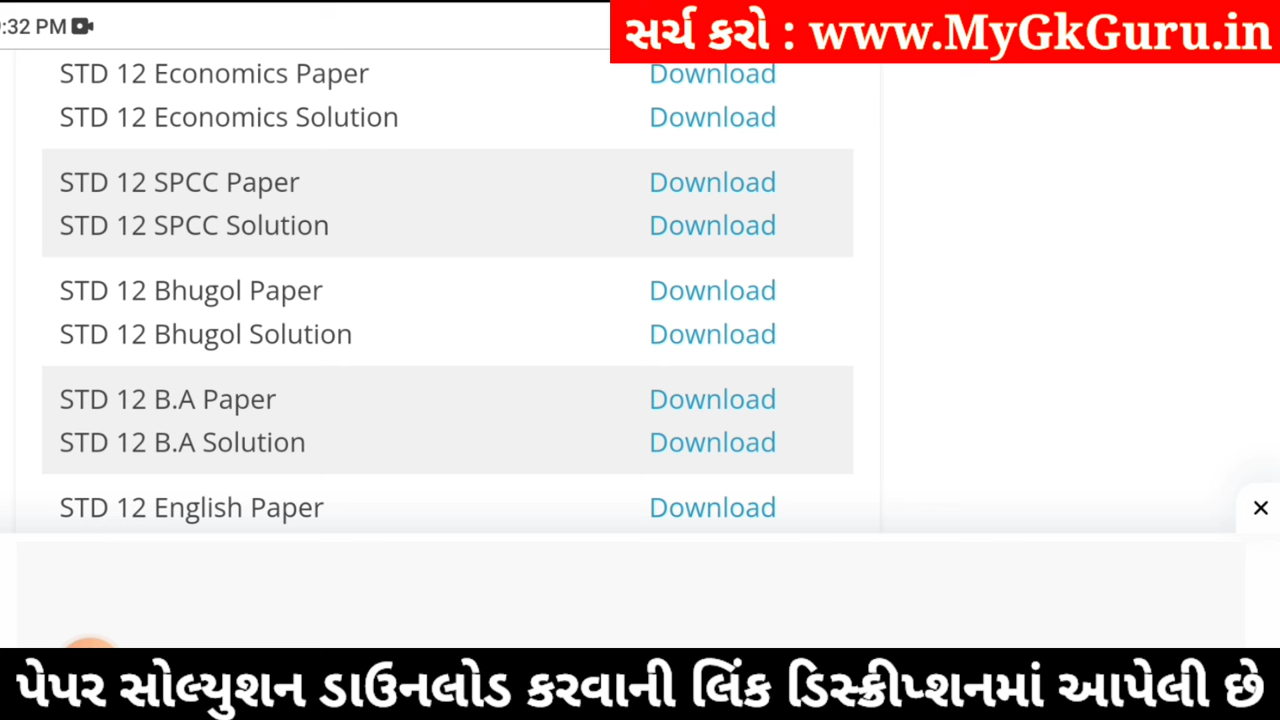 :32 PM
સર્ચ કરો : www.MyGkGuru.in
STD 12 Economics Paper Download
STD 12 Economics Solution Download
STD 12 SPCC Paper Download
STD 12 SPCC Solution Download
STD 12 Bhugol Paper Download
STD 12 Bhugol Solution Download
STD 12 B.A Paper Download
STD 12 B.A Solution Download
STD 12 English Paper Download
પેપર સોલ્યુશન ડાઉનલોડ કરવાની લિંક ડિસ્ક્રીપ્શનમાં આપેલી છે